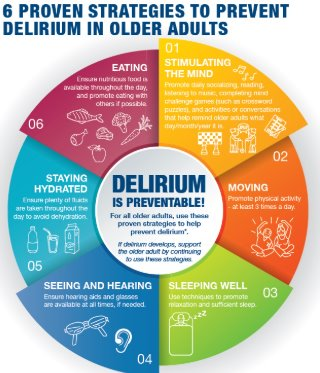 6 PROVEN STRATEGIES TO PREVENT
DELIRIUM IN OLDER ADULTS
01
STIMULATING
THE MIND
Promote daily socializing, reading,
listening to music, completing mind
challenge games (such as crossword
puzzles), and activities or conversations
that help remind older adults what
day/month/year it is.
02
MOVING
Promote physical activity
- at least 3 times a day.
03
SLEEPING WELL
Use techniques to promote
relaxation and sufficient sleep.
zzz
04
SEEING AND HEARING
Ensure hearing aids and glasses
are available at all times, if needed.
05
STAYING
HYDRATED
Ensure plenty of fluids
are taken throughout the
day to avoid dehydration.
06
EATING
Ensure nutritious food is
available throughout the day,
and promote eating with
others if possible.
DELIRIUM
IS PREVENTABLE!
For all older adults, use these
proven strategies to help
prevent delirium*.
If delirium develops, support
the older adult by continuing
to use these strategies.